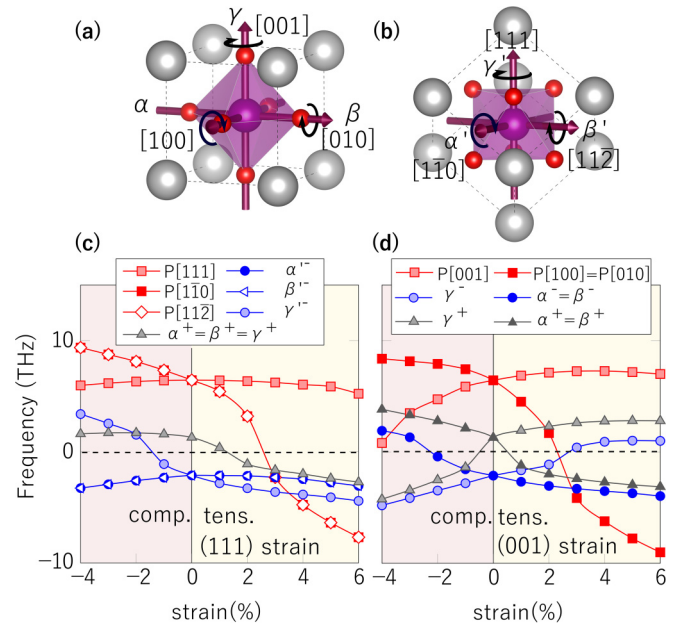 (a)
γ
[001]
α
β
[100]
[010]
(b)
[111]
γ'
α'
β'
[11̄0]
[112̄]
(c)
P[111]
α'⁻
P[11̄0]
β'⁻
P[112̄]
γ'⁻
α⁺=β⁺=γ⁺
Frequency (THz)
10
0
−10
comp.
tens.
(111) strain
−4
−2
0
2
4
6
strain(%)
(d)
P[001]
P[100]=P[010]
γ⁻
α⁻=β⁻
γ⁺
α⁺=β⁺
comp.
tens.
(001) strain
−4
−2
0
2
4
6
strain(%)